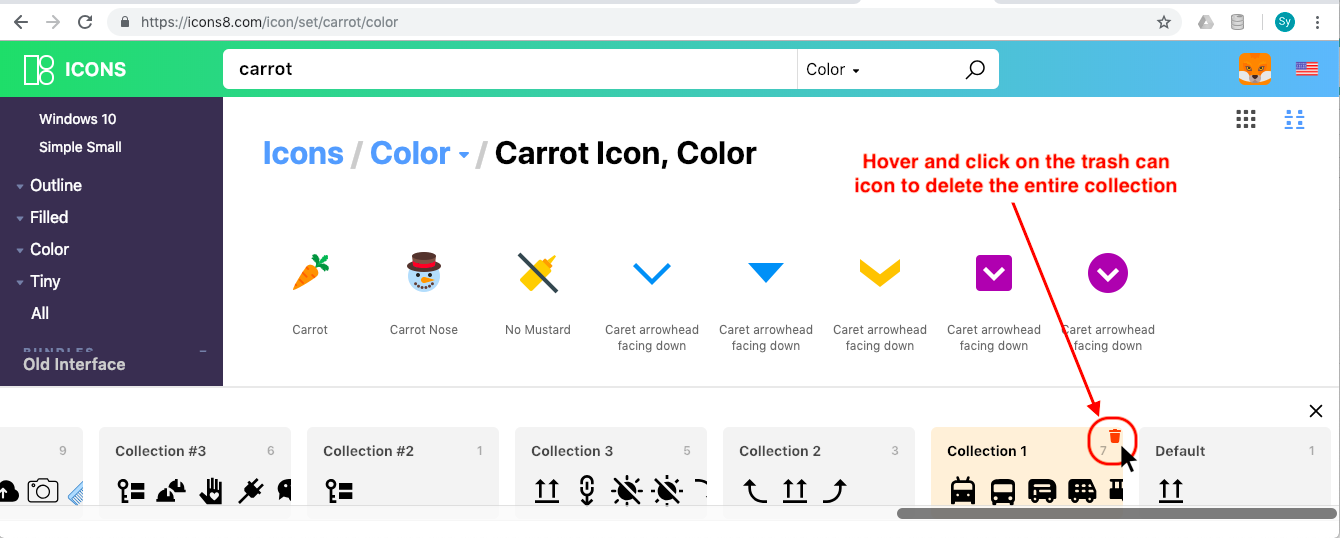 https://icons8.com/icon/set/carrot/color
Sy
ICONS
carrot
Color
Windows 10
Simple Small
Outline
Filled
Color
Tiny
All
BUNDLES
Old Interface
Icons / Color / Carrot Icon, Color
Hover and click on the trash can
icon to delete the entire collection
Carrot
Carrot Nose
No Mustard
Caret arrowhead
facing down
Caret arrowhead
facing down
Caret arrowhead
facing down
Caret arrowhead
facing down
Caret arrowhead
facing down
9
Collection #3 6
Collection #2 1
Collection 3 5
Collection 2 3
Collection 1 7
Default 1